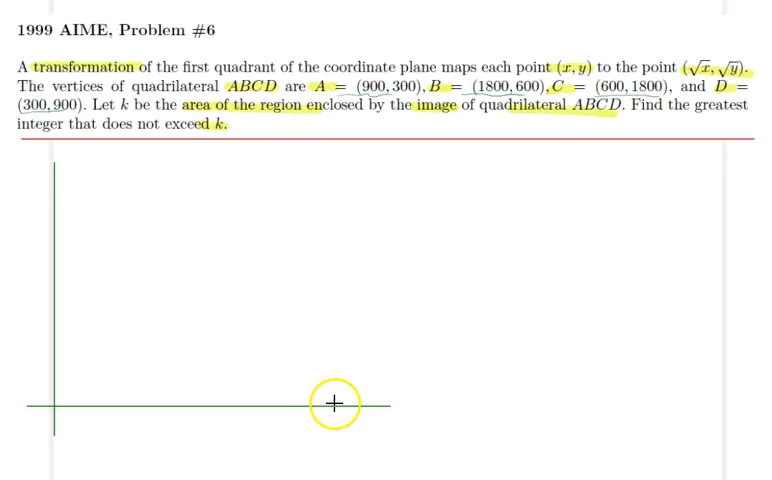 1999 AIME, Problem #6
A transformation of the first quadrant of the coordinate plane maps each point (x, y) to the point (√x, √y).
The vertices of quadrilateral ABCD are A = (900, 300), B = (1800, 600), C = (600, 1800), and D =
(300, 900). Let k be the area of the region enclosed by the image of quadrilateral ABCD. Find the greatest
integer that does not exceed k.